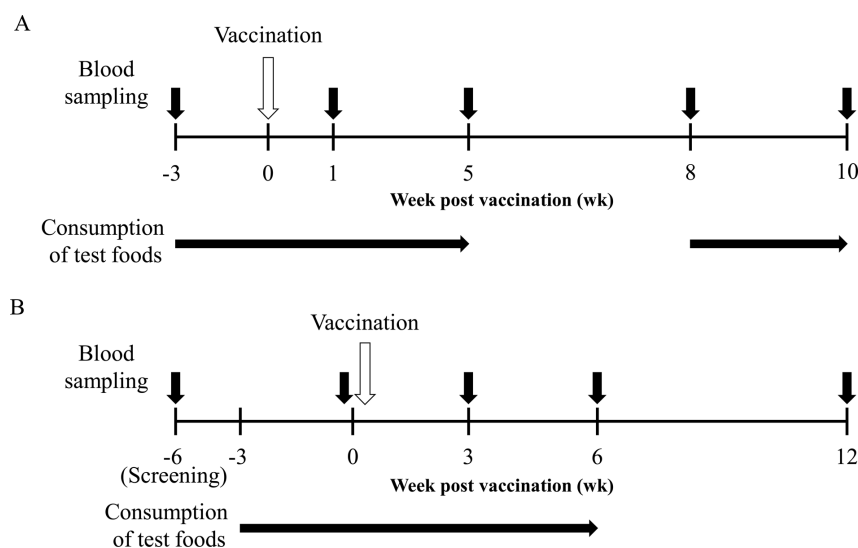 A
Vaccination
Blood
sampling
-3 0 1 5 8 10
Week post vaccination (wk)
Consumption
of test foods
B
Vaccination
Blood
sampling
-6 -3 0 3 6 12
(Screening)
Week post vaccination (wk)
Consumption
of test foods